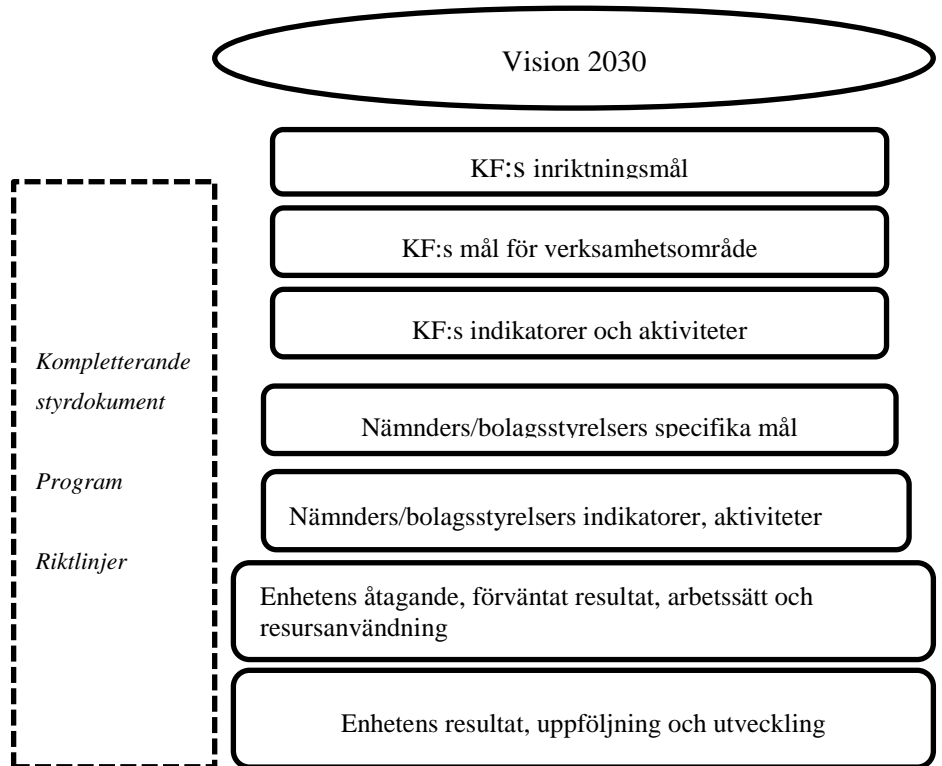 Vision 2030
KF:s inriktningsmål
KF:s mål för verksamhetsområde
KF:s indikatorer och aktiviteter
Kompletterande
styrdokument
Program
Riktlinjer
Nämnders/bolagsstyrelsers specifika mål
Nämnders/bolagsstyrelsers indikatorer, aktiviteter
Enhetens åtagande, förväntat resultat, arbetssätt och
resursanvändning
Enhetens resultat, uppföljning och utveckling